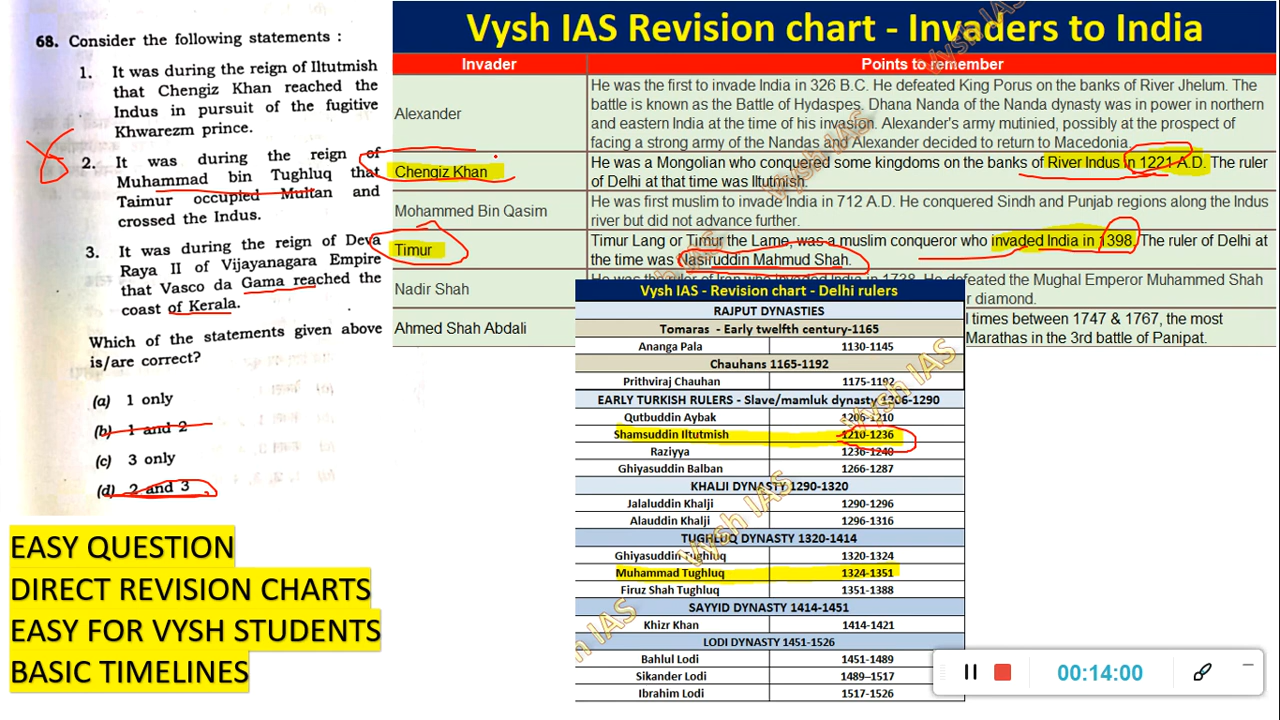 68. Consider the following statements :
1. It was during the reign of Iltutmish
that Chengiz Khan reached the
Indus in pursuit of the fugitive
Khwarezm prince.
2. It was during the reign of
Muhammad bin Tughluq that
Taimur occupied Multan and
crossed the Indus.
3. It was during the reign of Deva
Raya II of Vijayanagara Empire
that Vasco da Gama reached the
coast of Kerala.
Which of the statements given above
is/are correct?
(a) 1 only
(b) 1 and 2
(c) 3 only
(d) 2 and 3
EASY QUESTION
DIRECT REVISION CHARTS
EASY FOR VYSH STUDENTS
BASIC TIMELINES
Vysh IAS Revision chart - Invaders to India
Invader Points to remember
Alexander
He was the first to invade India in 326 B.C. He defeated King Porus on the banks of River Jhelum. The
battle is known as the Battle of Hydaspes. Dhana Nanda of the Nanda dynasty was in power in northern
and eastern India at the time of his invasion. Alexander's army mutinied, possibly at the prospect of
facing a strong army of the Nandas and Alexander decided to return to Macedonia.
Chengiz Khan
He was a Mongolian who conquered some kingdoms on the banks of River Indus in 1221 A.D. The ruler
of Delhi at that time was Iltutmish.
Mohammed Bin Qasim
He was first muslim to invade India in 712 A.D. He conquered Sindh and Punjab regions along the Indus
river but did not advance further.
Timur
Timur Lang or Timur the Lame, was a muslim conqueror who invaded India in 1398. The ruler of Delhi
at the time was Nasiruddin Mahmud Shah.
Nadir Shah
He was the ruler of Iran who invaded India in 1738. He defeated the Mughal Emperor Muhammed Shah
r diamond.
Ahmed Shah Abdali
l times between 1747 & 1767, the most
Marathas in the 3rd battle of Panipat.
Vysh IAS - Revision chart - Delhi rulers
RAJPUT DYNASTIES
Tomaras - Early twelfth century-1165
Ananga Pala 1130-1145
Chauhans 1165-1192
Prithviraj Chauhan 1175-1192
EARLY TURKISH RULERS - Slave/mamluk dynasty 1206-1290
Qutbuddin Aybak 1206-1210
Shamsuddin Iltutmish 1210-1236
Raziyya 1236-1240
Ghiyasuddin Balban 1266-1287
KHALJI DYNASTY 1290-1320
Jalaluddin Khalji 1290-1296
Alauddin Khalji 1296-1316
TUGHLUQ DYNASTY 1320-1414
Ghiyasuddin Tughluq 1320-1324
Muhammad Tughluq 1324-1351
Firuz Shah Tughluq 1351-1388
SAYYID DYNASTY 1414-1451
Khizr Khan 1414-1421
LODI DYNASTY 1451-1526
Bahlul Lodi 1451-1489
Sikander Lodi 1489–1517
Ibrahim Lodi 1517-1526
Vysh IAS
Vysh IAS
Vysh IAS
Vysh IAS
00:14:00